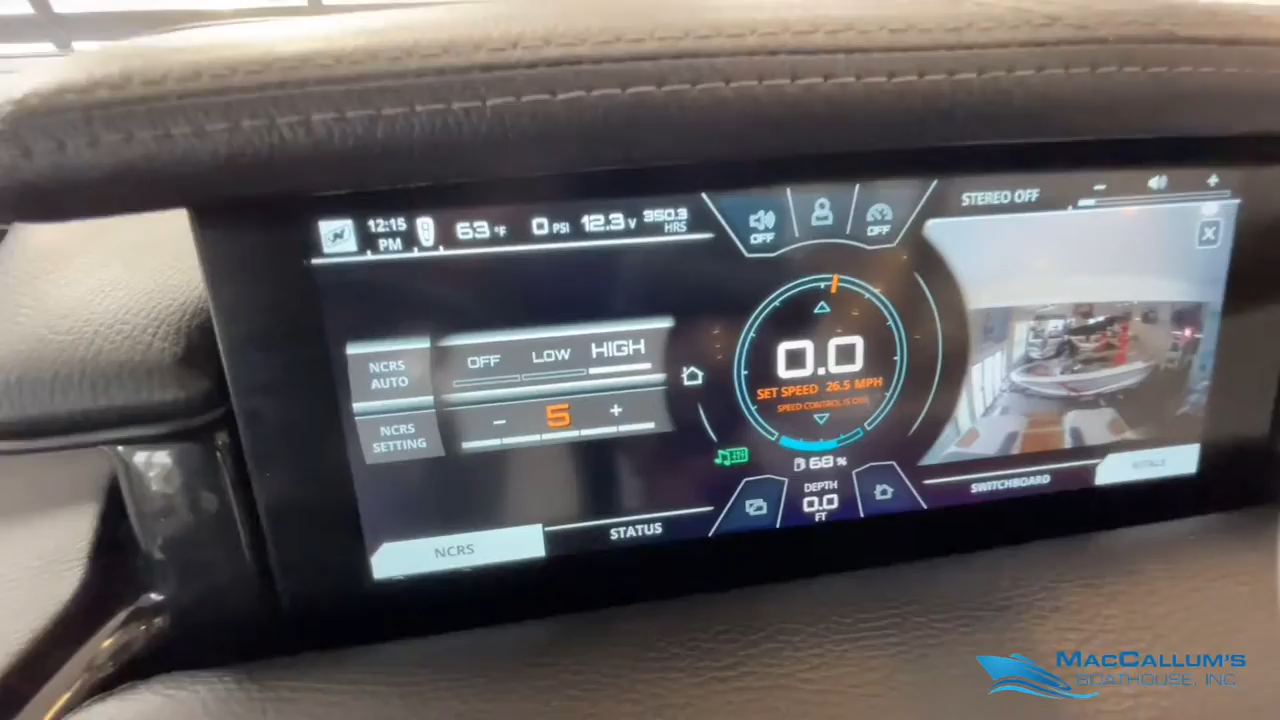 12:15
PM
63 °F
0 PSI
12.3 V
350.3
HRS
OFF
OFF
STEREO OFF
- +
NCRS
AUTO
OFF
LOW
HIGH
NCRS
SETTING
- 5 +
0.0
SET SPEED 26.5 MPH
SPEED CONTROL IS
68 %
DEPTH
0.0
FT
NCRS
STATUS
SWITCHBOARD
MACCALLUM'S
BOATHOUSE, INC